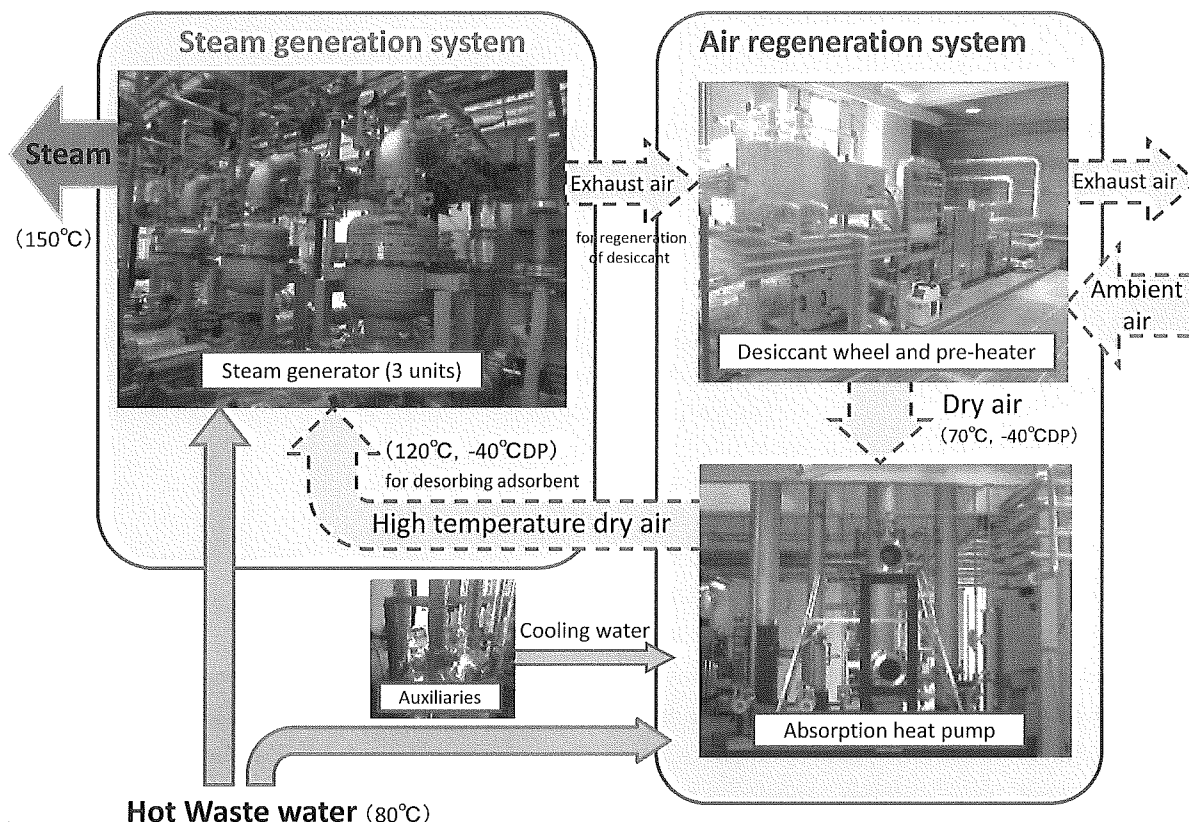 Steam generation system
Air regeneration system
Steam
(150℃)
Exhaust air
for regeneration
of desiccant
Exhaust air
Ambient
air
Steam generator (3 units)
Desiccant wheel and pre-heater
Dry air
(70℃, -40℃DP)
(120℃, -40℃DP)
for desorbing adsorbent
High temperature dry air
Cooling water
Auxiliaries
Absorption heat pump
Hot Waste water (80℃)